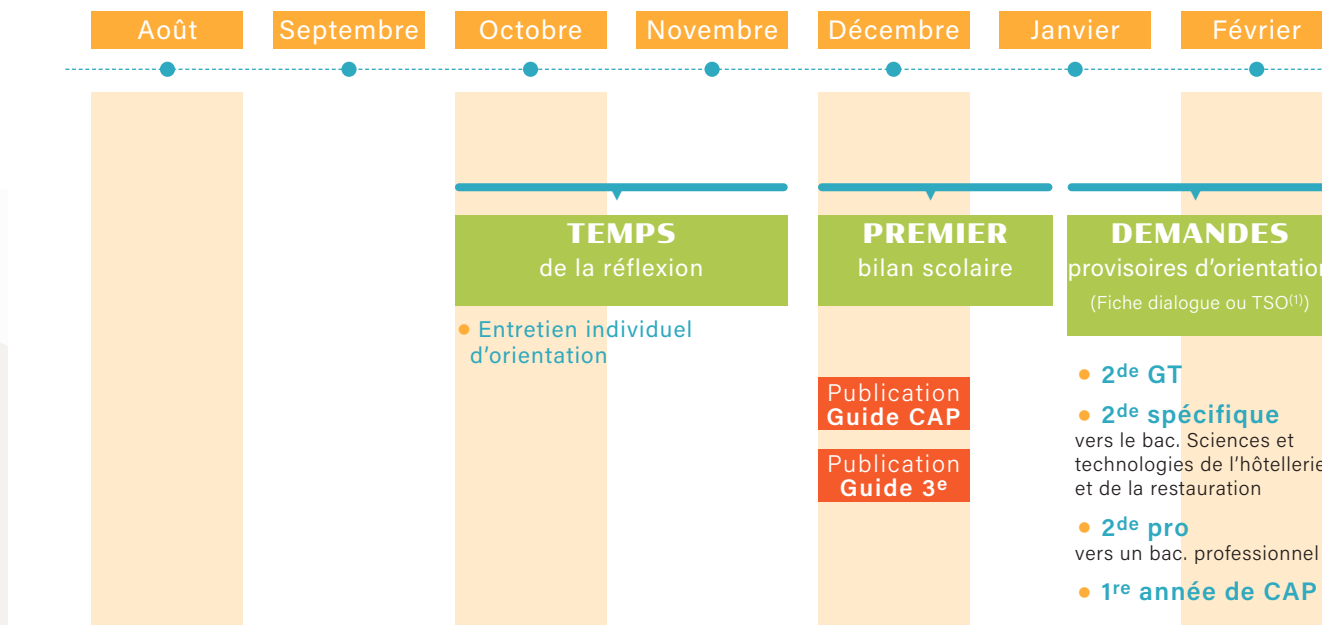 Août
Septembre
Octobre
Novembre
Décembre
Janvier
Février
TEMPS
de la réflexion
• Entretien individuel
d'orientation
PREMIER
bilan scolaire
Publication
Guide CAP
Publication
Guide 3e
DEMANDES
provisoires d'orientation
(Fiche dialogue ou TSO(1))
• 2de GT
• 2de spécifique
vers le bac. Sciences et
technologies de l'hôtellerie
et de la restauration
• 2de pro
vers un bac. professionnel
• 1re année de CAP